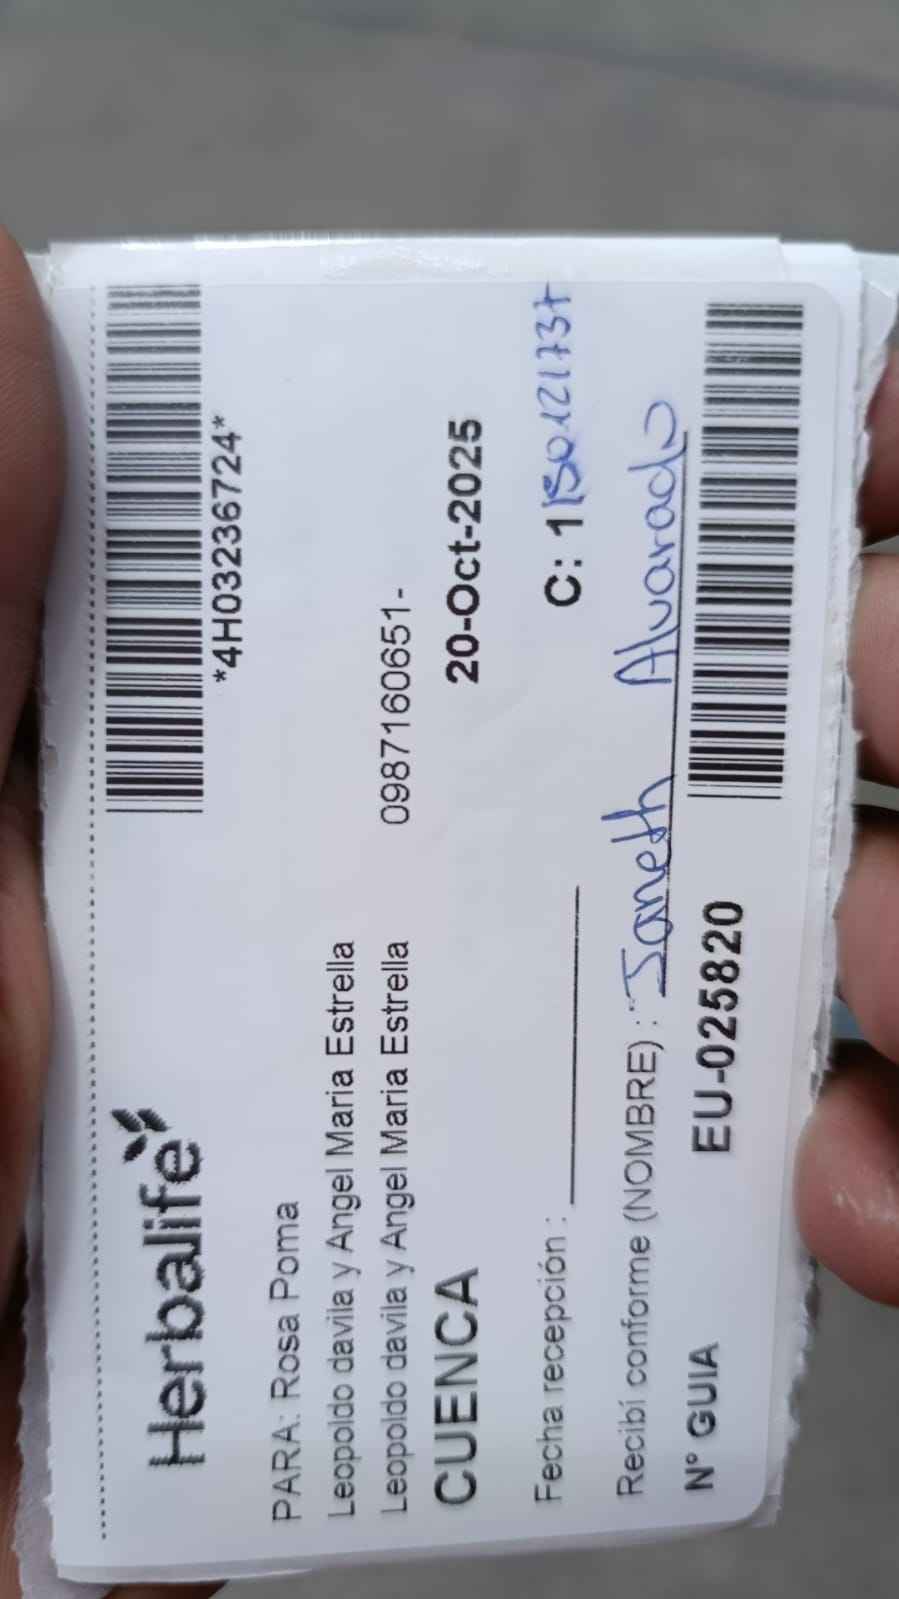 Herbalife
*4H03236724*
PARA: Rosa Poma
Leopoldo davila y Angel Maria Estrella
Leopoldo davila y Angel Maria Estrella 0987160651-
CUENCA 20-Oct-2025
Fecha recepción : C: 1
Recibí conforme (NOMBRE) : Janeth Alvarado
N° GUIA EU-025820